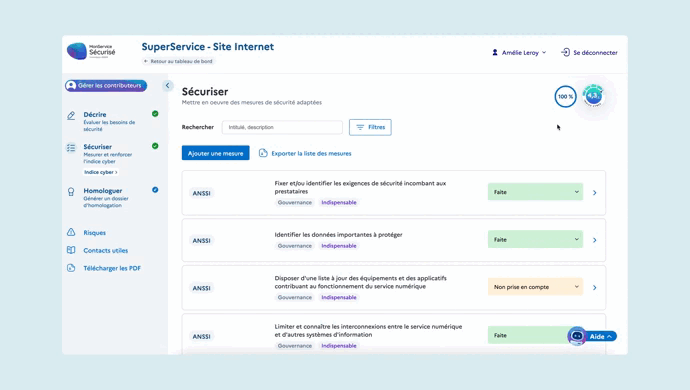 MonService
Sécurisé
SuperService - Site Internet
← Retour au tableau de bord
Amélie Leroy
Se déconnecter
Gérer les contributeurs
Décrire
Évaluer les besoins de
sécurité
Sécuriser
Mesurer et renforcer
l'indice cyber
Indice cyber >
Homologuer
Générer un dossier
d'homologation
Risques
Contacts utiles
Télécharger les PDF
Sécuriser
Mettre en oeuvre des mesures de sécurité adaptées
100 %
4,3
Rechercher
Intitulé, description
Filtres
Ajouter une mesure
Exporter la liste des mesures
ANSSI
Fixer et/ou identifier les exigences de sécurité incombant aux
prestataires
Gouvernance
Indispensable
Faite
ANSSI
Identifier les données importantes à protéger
Gouvernance
Indispensable
Faite
ANSSI
Disposer d'une liste à jour des équipements et des applicatifs
contribuant au fonctionnement du service numérique
Gouvernance
Indispensable
Non prise en compte
ANSSI
Limiter et connaître les interconnexions entre le service numérique
et d'autres systèmes d'information
Gouvernance
Indispensable
Faite
Aide